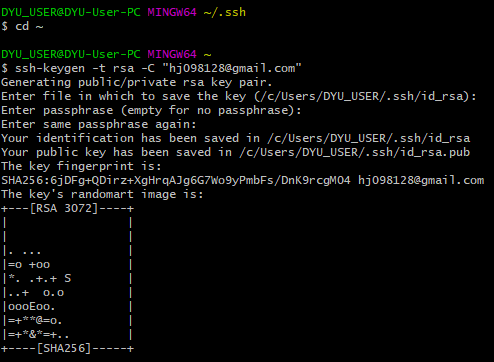 DYU_USER@DYU-User-PC MINGW64 ~/.ssh
$ cd ~
DYU_USER@DYU-User-PC MINGW64 ~
$ ssh-keygen -t rsa -C "hj098128@gmail.com"
Generating public/private rsa key pair.
Enter file in which to save the key (/c/Users/DYU_USER/.ssh/id_rsa):
Enter passphrase (empty for no passphrase):
Enter same passphrase again:
Your identification has been saved in /c/Users/DYU_USER/.ssh/id_rsa
Your public key has been saved in /c/Users/DYU_USER/.ssh/id_rsa.pub
The key fingerprint is:
SHA256:6jDFg+QDirz+XgHrqAJg6G7Wo9yPmbFs/DnK9rcgM04 hj098128@gmail.com
The key's randomart image is:
+---[RSA 3072]----+
|                 |
|                 |
|. ...            |
|=o +oo           |
|*. .+.+ S        |
|..+  o.o         |
|oooEoo.          |
|=+**@=o.         |
|=+*&*=+..        |
+----[SHA256]-----+